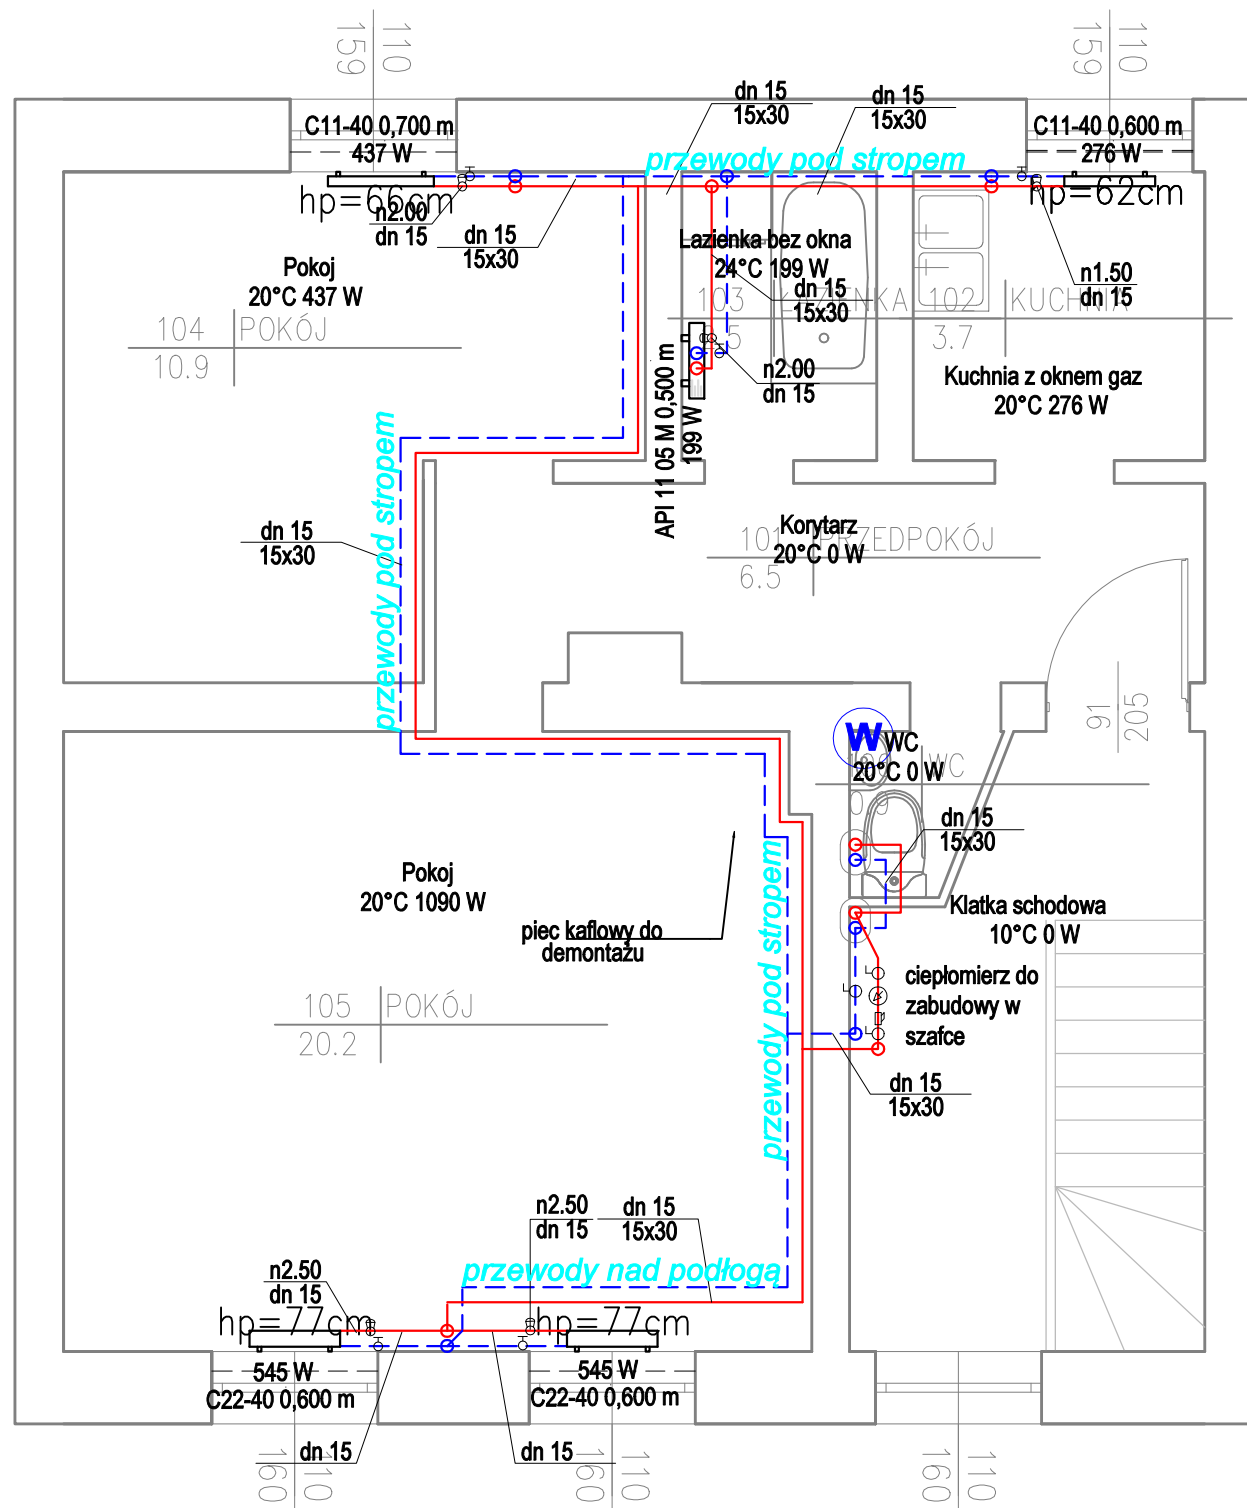 159
110
159
110
dn 15
15x30
dn 15
15x30
C11-40 0,700 m
437 W
C11-40 0,600 m
276 W
przewody pod stropem
hp=66cm
hp=62cm
n2.00
dn 15
dn 15
15x30
n1.50
dn 15
Pokoj
20°C 437 W
104 POKÓJ
10.9
Lazienka bez okna
24°C 199 W
dn 15
15x30
103
102 KUCHNIA
3.7
n2.00
dn 15
Kuchnia z oknem gaz
20°C 276 W
API 11 05 M 0,500 m
199 W
przewody pod stropem
dn 15
15x30
Korytarz
20°C 0 W
101 PRZEDPOKÓJ
6.5
91
205
W
WC
20°C 0 W
WC
dn 15
15x30
Pokoj
20°C 1090 W
piec kaflowy do
demontażu
przewody pod stropem
Klatka schodowa
10°C 0 W
ciepłomierz do
zabudowy w
szafce
105 POKÓJ
20.2
dn 15
15x30
n2.50
dn 15
dn 15
15x30
przewody nad podłogą
n2.50
dn 15
hp=77cm
hp=77cm
545 W
C22-40 0,600 m
545 W
C22-40 0,600 m
dn 15
dn 15
160
110
160
110
160
110